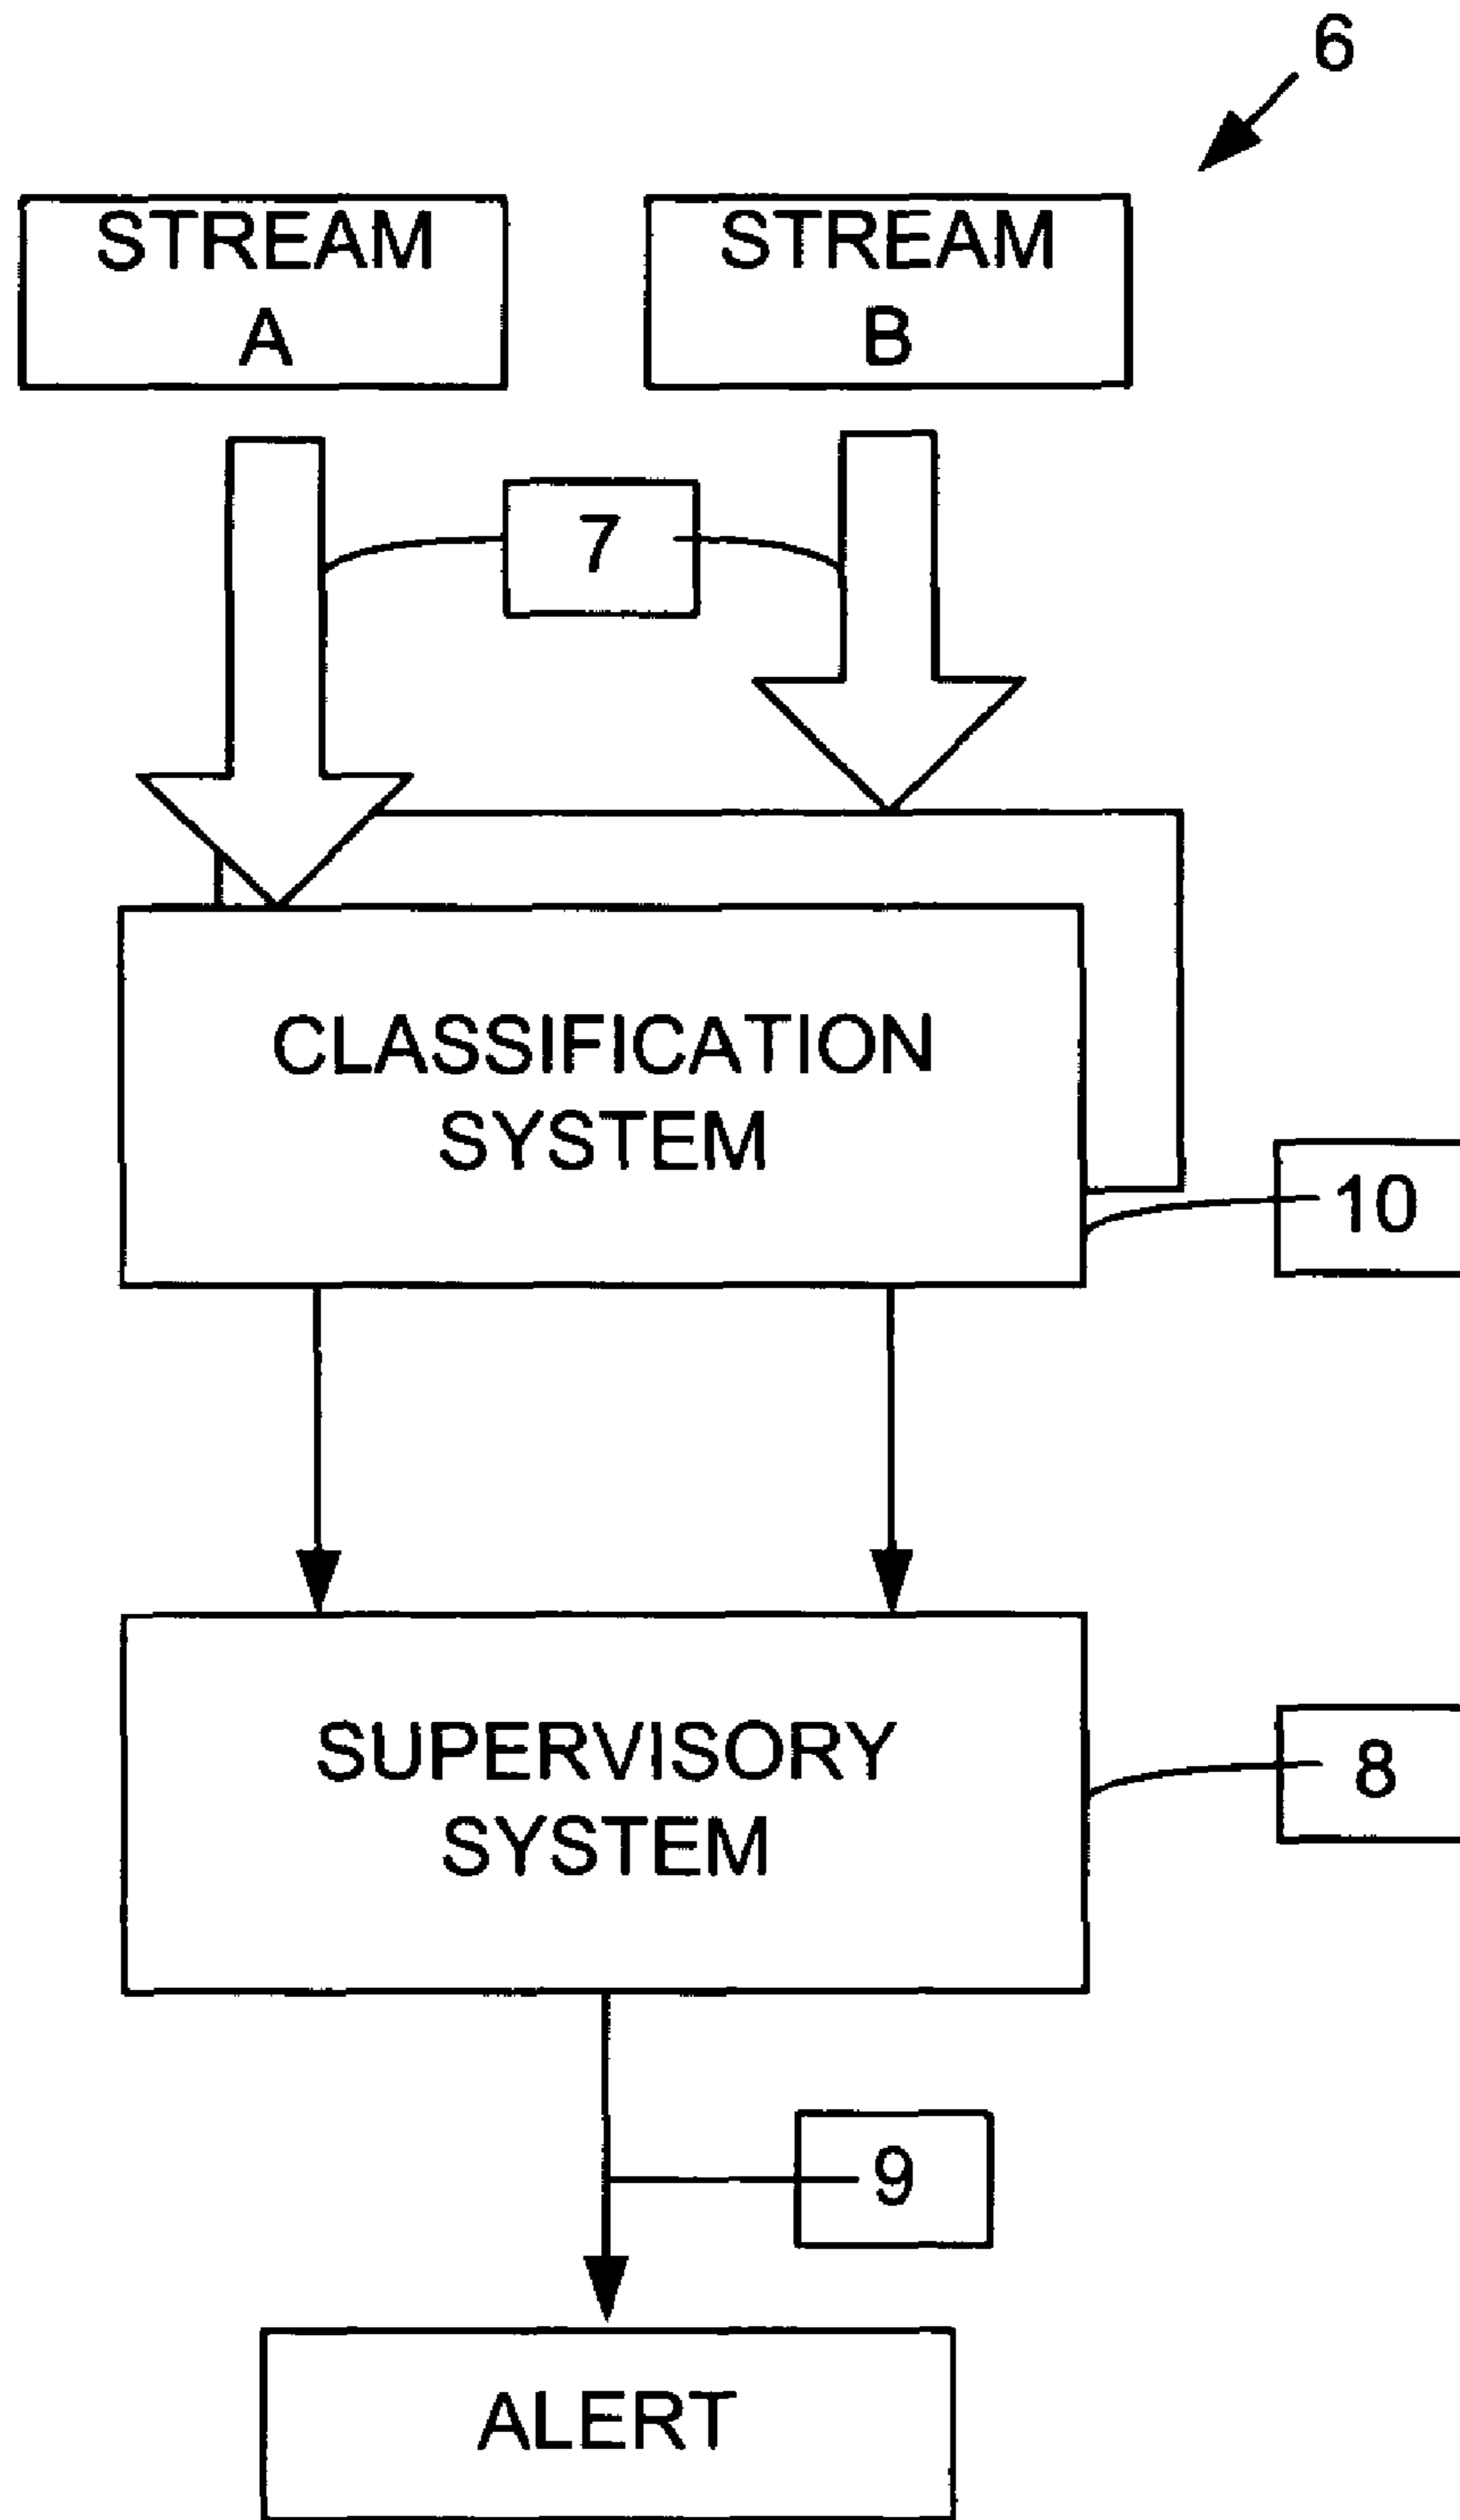 6
STREAM
A
STREAM
B
7
CLASSIFICATION
SYSTEM
10
SUPERVISORY
SYSTEM
8
9
ALERT